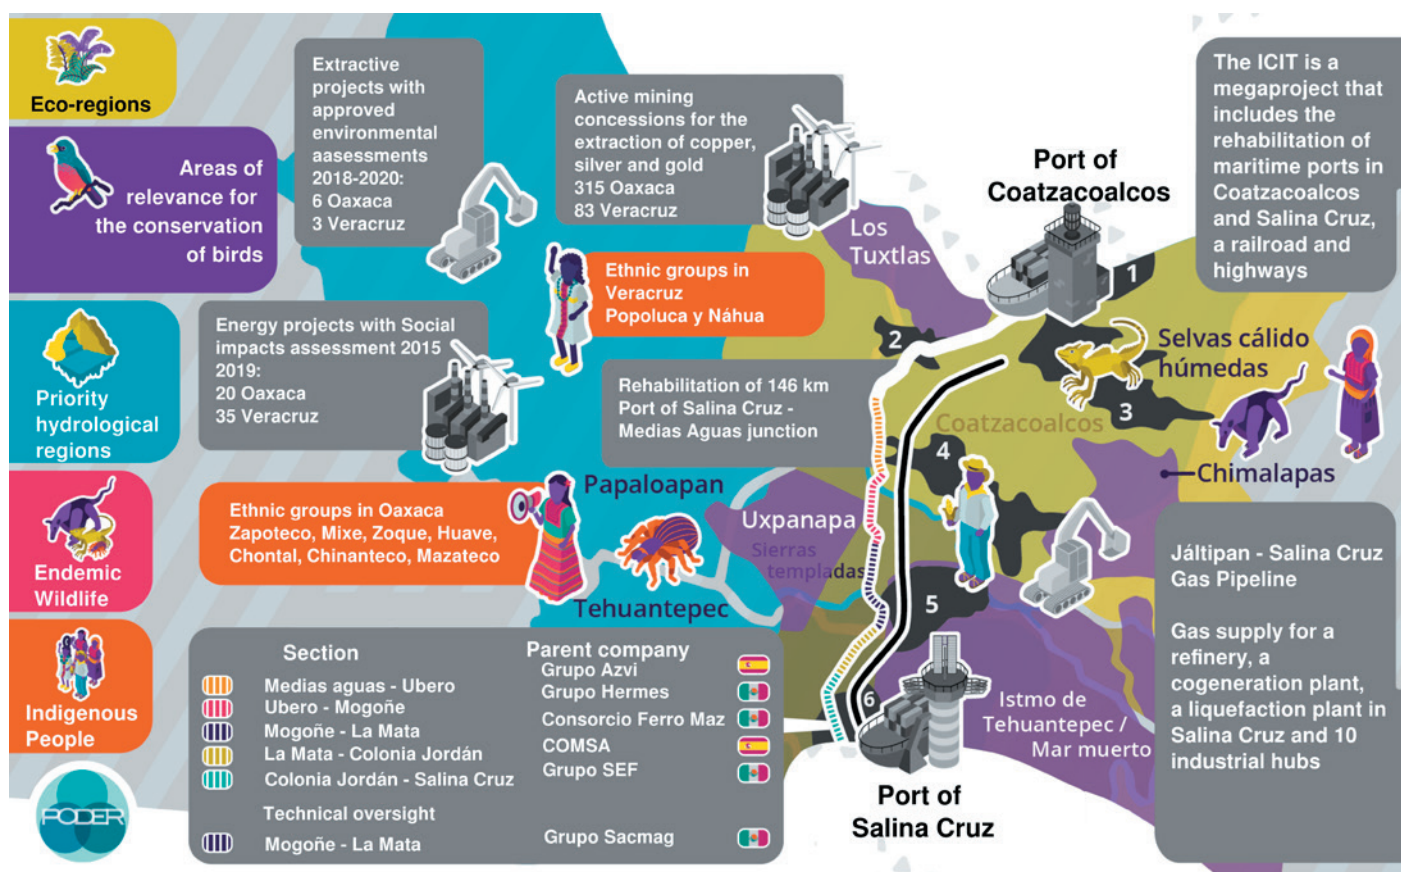 Eco-regions
Areas of
relevance for
the conservation
of birds
Priority
hydrological
regions
Endemic
Wildlife
Indigenous
People
PODER
Extractive
projects with
approved
environmental
aasessments
2018-2020:
6 Oaxaca
3 Veracruz
Active mining
concessions for the
extraction of copper,
silver and gold
315 Oaxaca
83 Veracruz
Ethnic groups in
Veracruz
Popoluca y Náhua
Energy projects with Social
impacts assessment 2015
2019:
20 Oaxaca
35 Veracruz
Rehabilitation of 146 km
Port of Salina Cruz -
Medias Aguas junction
Ethnic groups in Oaxaca
Zapoteco, Mixe, Zoque, Huave,
Chontal, Chinanteco, Mazateco
Papaloapan
Tehuantepec
Uxpanapa
Sierras
templadas
Los
Tuxtlas
Port of
Coatzacoalcos
1
2
3
4
5
6
Selvas cálido
húmedas
Coatzacoalcos
Chimalapas
Istmo de
Tehuantepec /
Mar muerto
Port of
Salina Cruz
The ICIT is a
megaproject that
includes the
rehabilitation of
maritime ports in
Coatzacoalcos
and Salina Cruz,
a railroad and
highways
Jáltipan - Salina Cruz
Gas Pipeline
Gas supply for a
refinery, a
cogeneration plant,
a liquefaction plant in
Salina Cruz and 10
industrial hubs
Section
Medias aguas - Ubero
Ubero - Mogoñe
Mogoñe - La Mata
La Mata - Colonia Jordán
Colonia Jordán - Salina Cruz
Technical oversight
Mogoñe - La Mata
Parent company
Grupo Azvi
Grupo Hermes
Consorcio Ferro Maz
COMSA
Grupo SEF
Grupo Sacmag